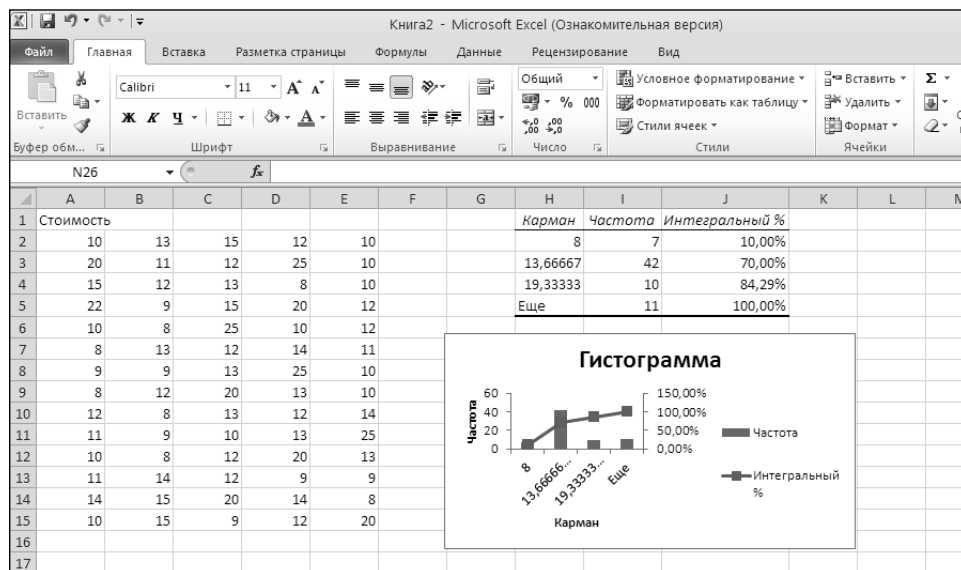 Книга2 - Microsoft Excel (Ознакомительная версия)
Файл Главная Вставка Разметка страницы Формулы Данные Рецензирование Вид
Вставить
Calibri 11
Ж К Ч
Общий
% 000
Условное форматирование
Форматировать как таблицу
Стили ячеек
Вставить
Удалить
Формат
Σ
Буфер обм... Шрифт Выравнивание Число Стили Ячейки
N26 fx
A B C D E F G H I J K L
1 Стоимость Карман Частота Интегральный %
2 10 13 15 12 10 8 7 10,00%
3 20 11 12 25 10 13,66667 42 70,00%
4 15 12 13 8 10 19,33333 10 84,29%
5 22 9 15 20 12 Еще 11 100,00%
6 10 8 25 10 12
7 8 13 12 14 11
8 9 9 13 25 10
9 8 12 20 13 10
10 12 8 13 12 14
11 11 9 10 13 25
12 10 8 12 20 13
13 11 14 12 9 9
14 14 15 20 14 8
15 10 15 9 12 20
16
17
Гистограмма
Частота
60
40
20
0
150,00%
100,00%
50,00%
0,00%
8 13,66666... 19,33333... Еще
Карман
Частота
Интегральный
%